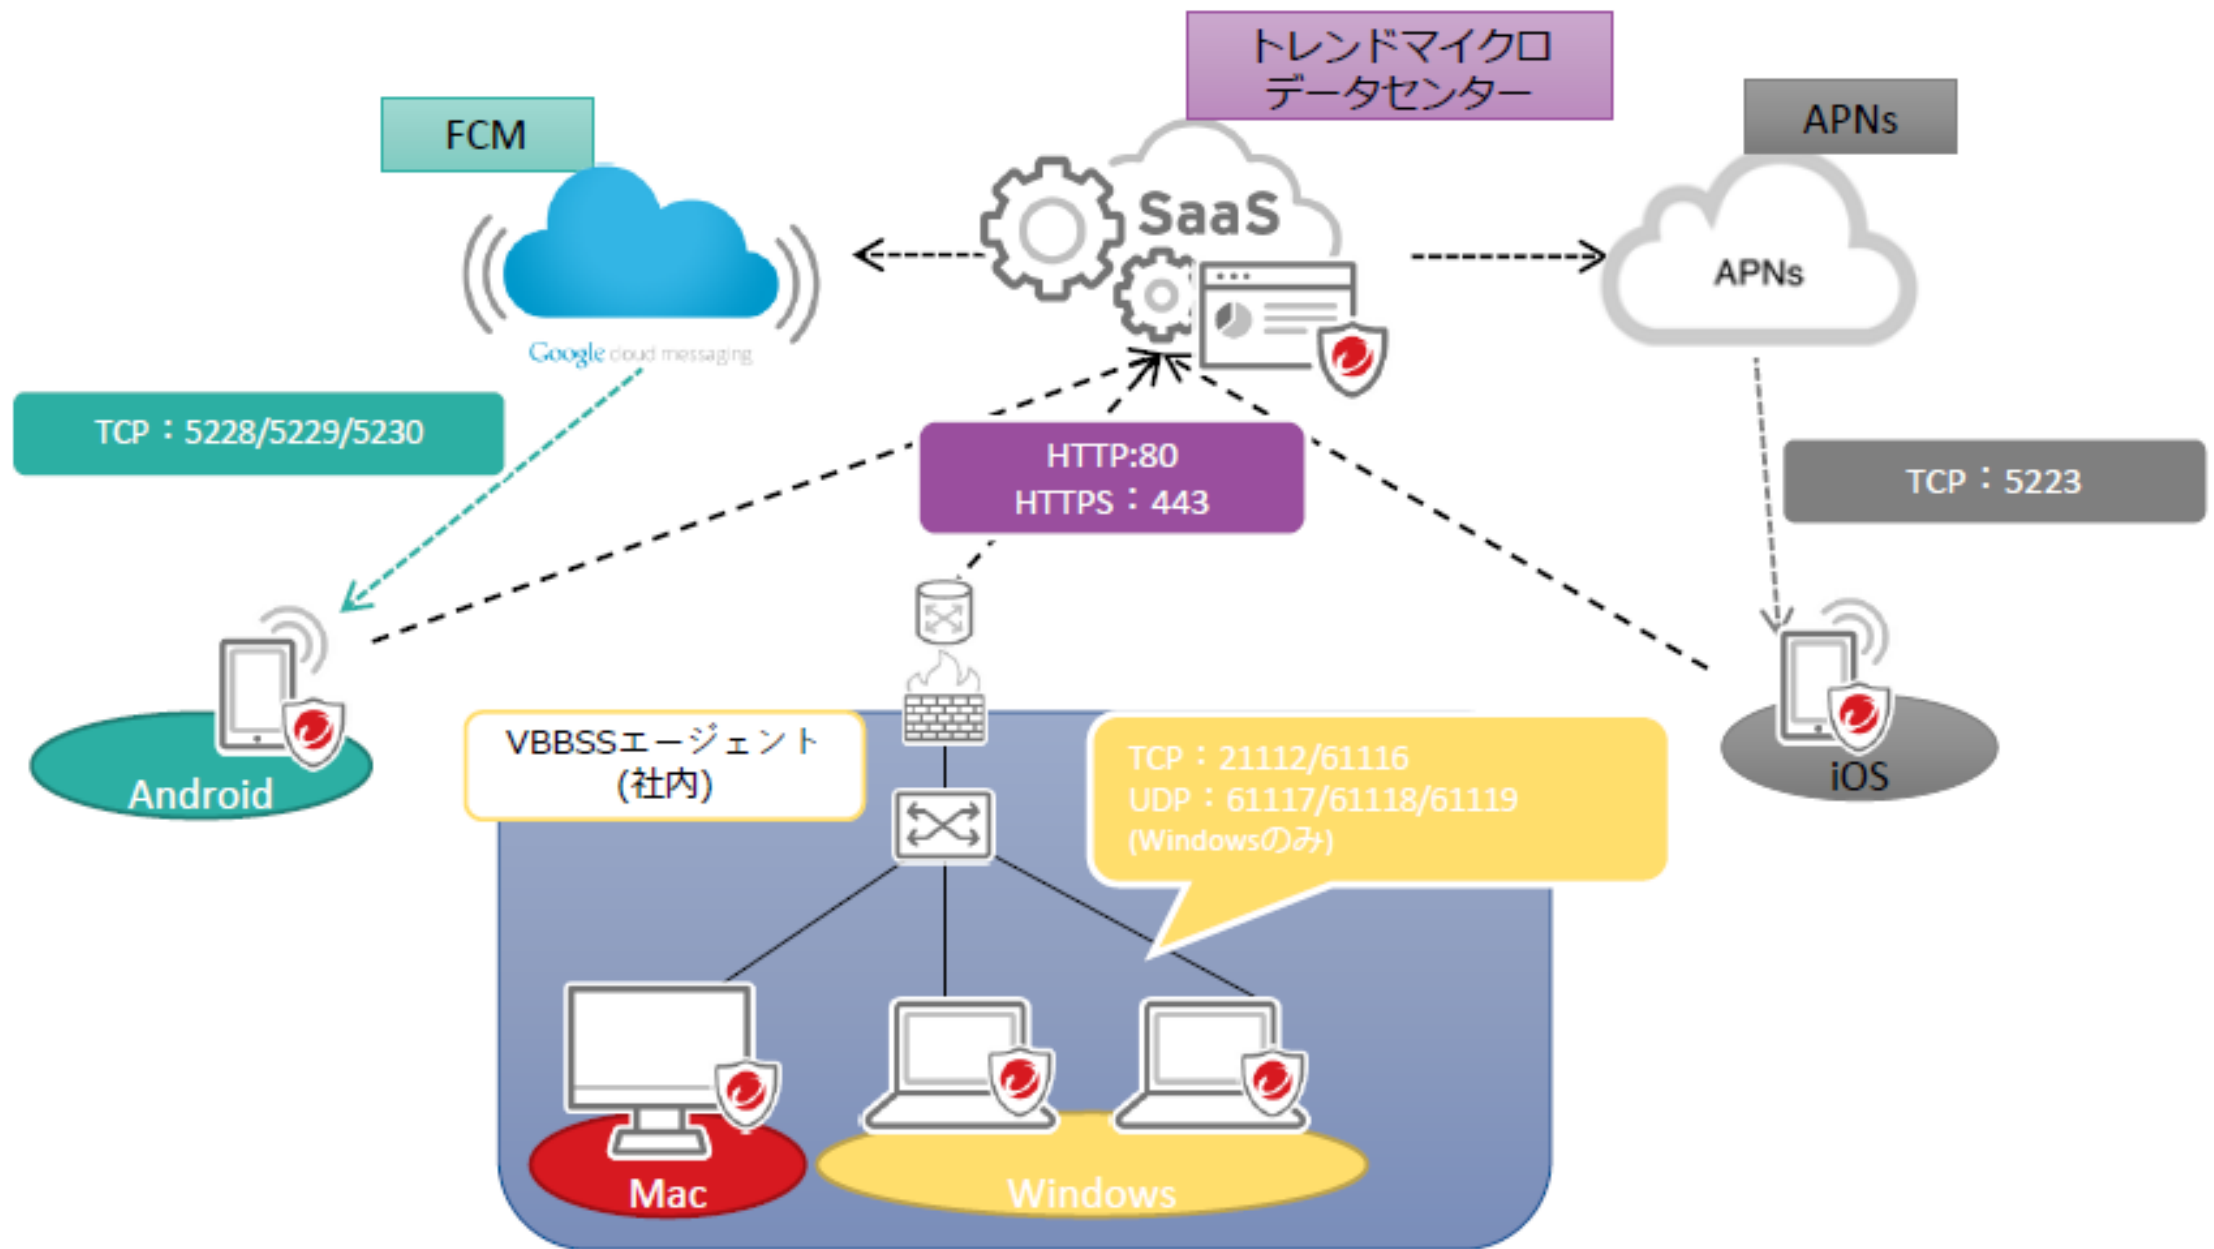 トレンドマイクロ
データセンター
FCM
APNs
SaaS
APNs
Google cloud messaging
TCP：5228/5229/5230
HTTP:80
HTTPS：443
TCP：5223
VBBSSエージェント
(社内)
TCP：21112/61116
UDP：61117/61118/61119
(Windowsのみ)
Android
iOS
Mac
Windows